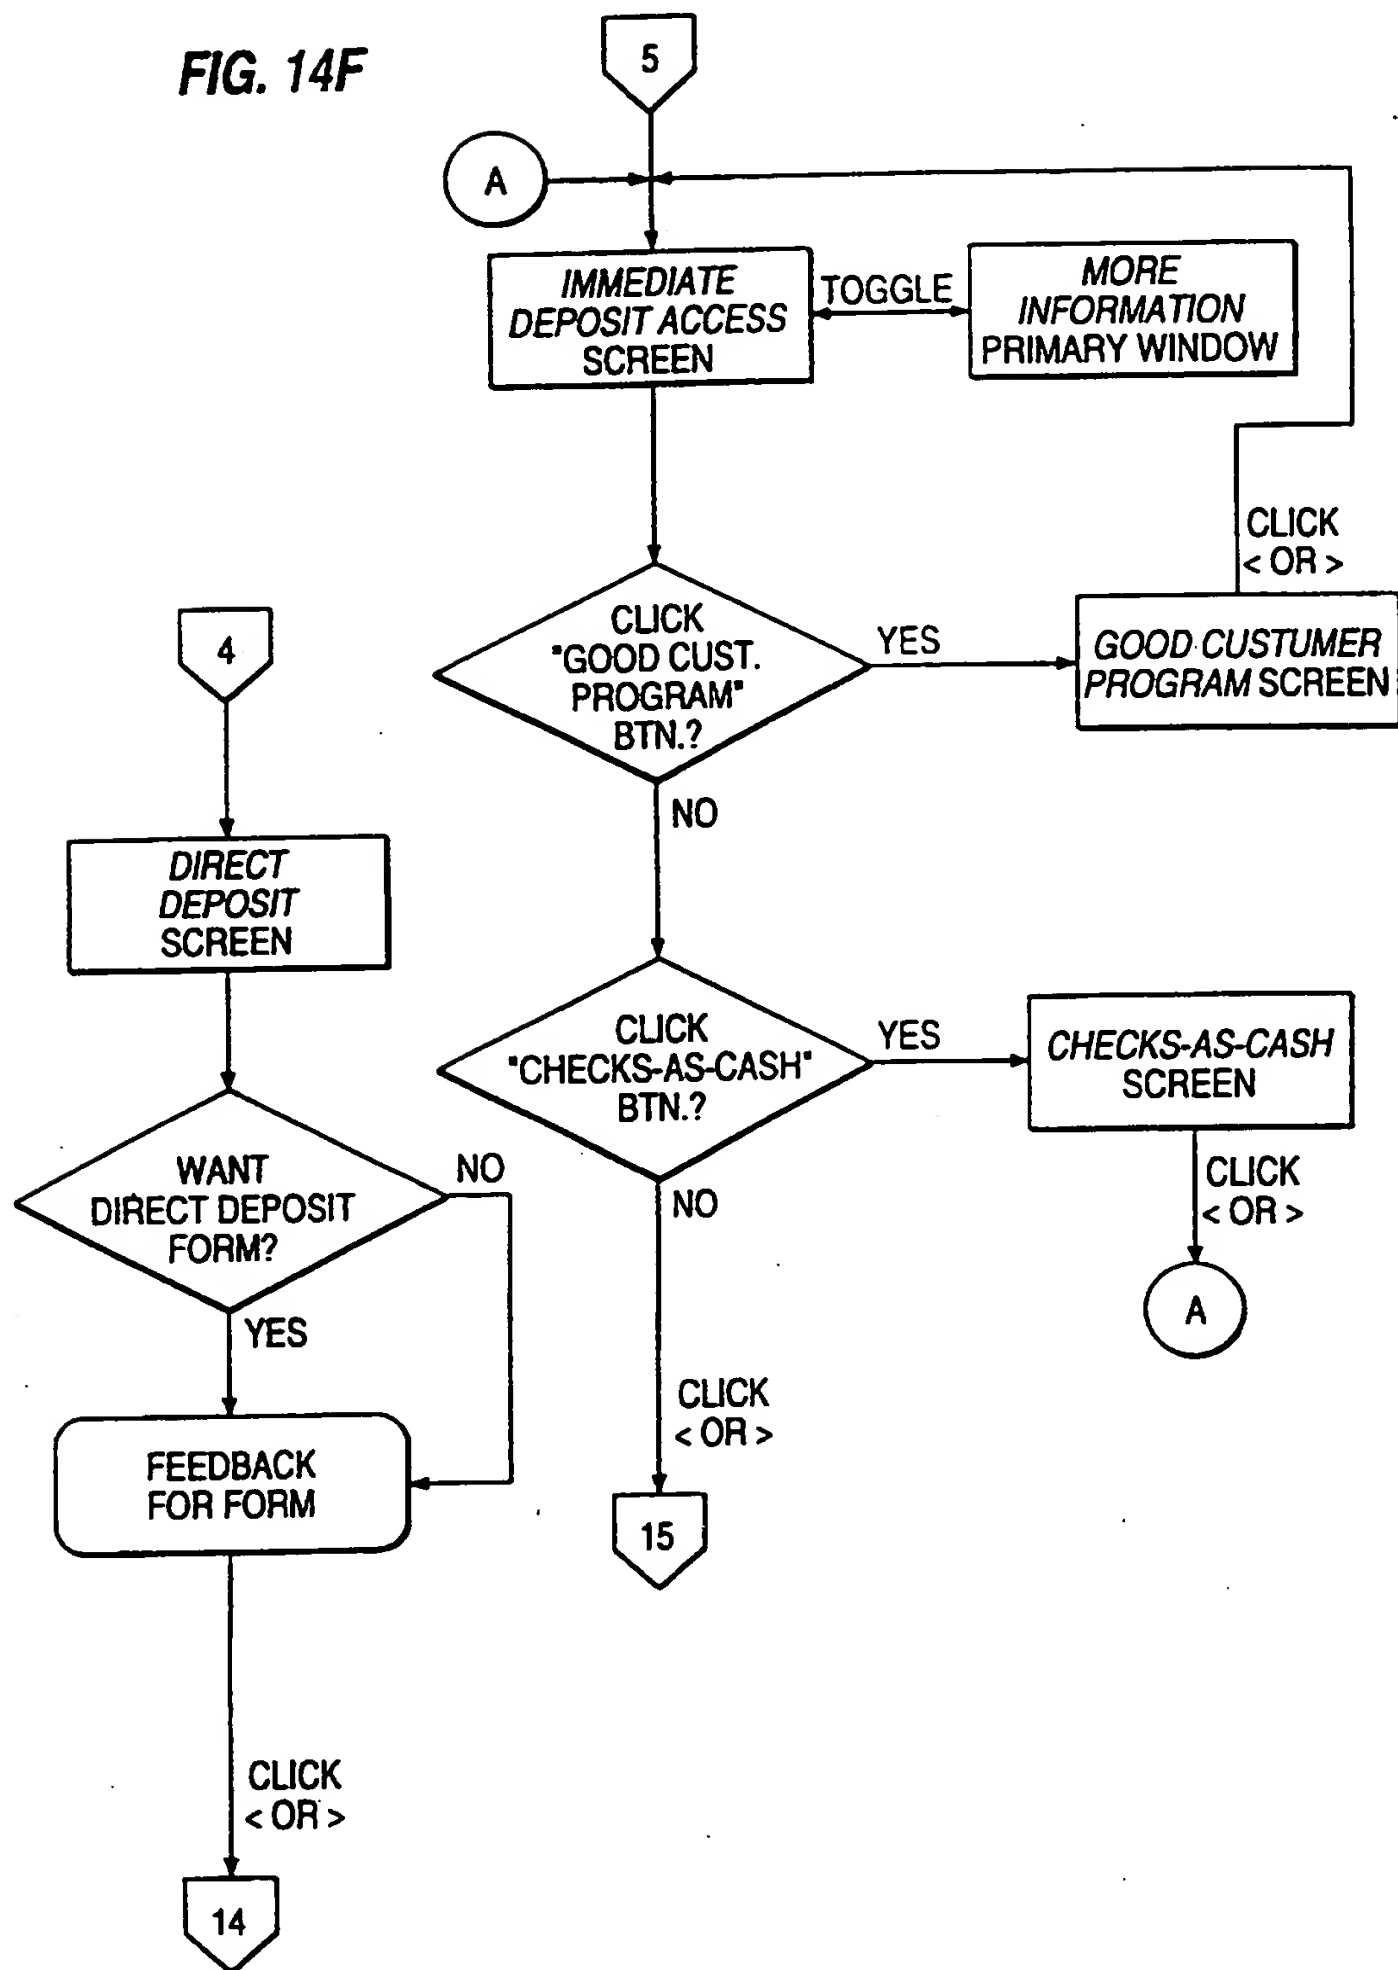 FIG. 14F
5
A
IMMEDIATE
DEPOSIT ACCESS
SCREEN
TOGGLE
MORE
INFORMATION
PRIMARY WINDOW
CLICK
< OR >
CLICK
"GOOD CUST.
PROGRAM"
BTN.?
YES
GOOD CUSTUMER
PROGRAM SCREEN
NO
4
DIRECT
DEPOSIT
SCREEN
CLICK
"CHECKS-AS-CASH"
BTN.?
YES
CHECKS-AS-CASH
SCREEN
NO
CLICK
< OR >
A
WANT
DIRECT DEPOSIT
FORM?
NO
YES
FEEDBACK
FOR FORM
CLICK
< OR >
15
CLICK
< OR >
14